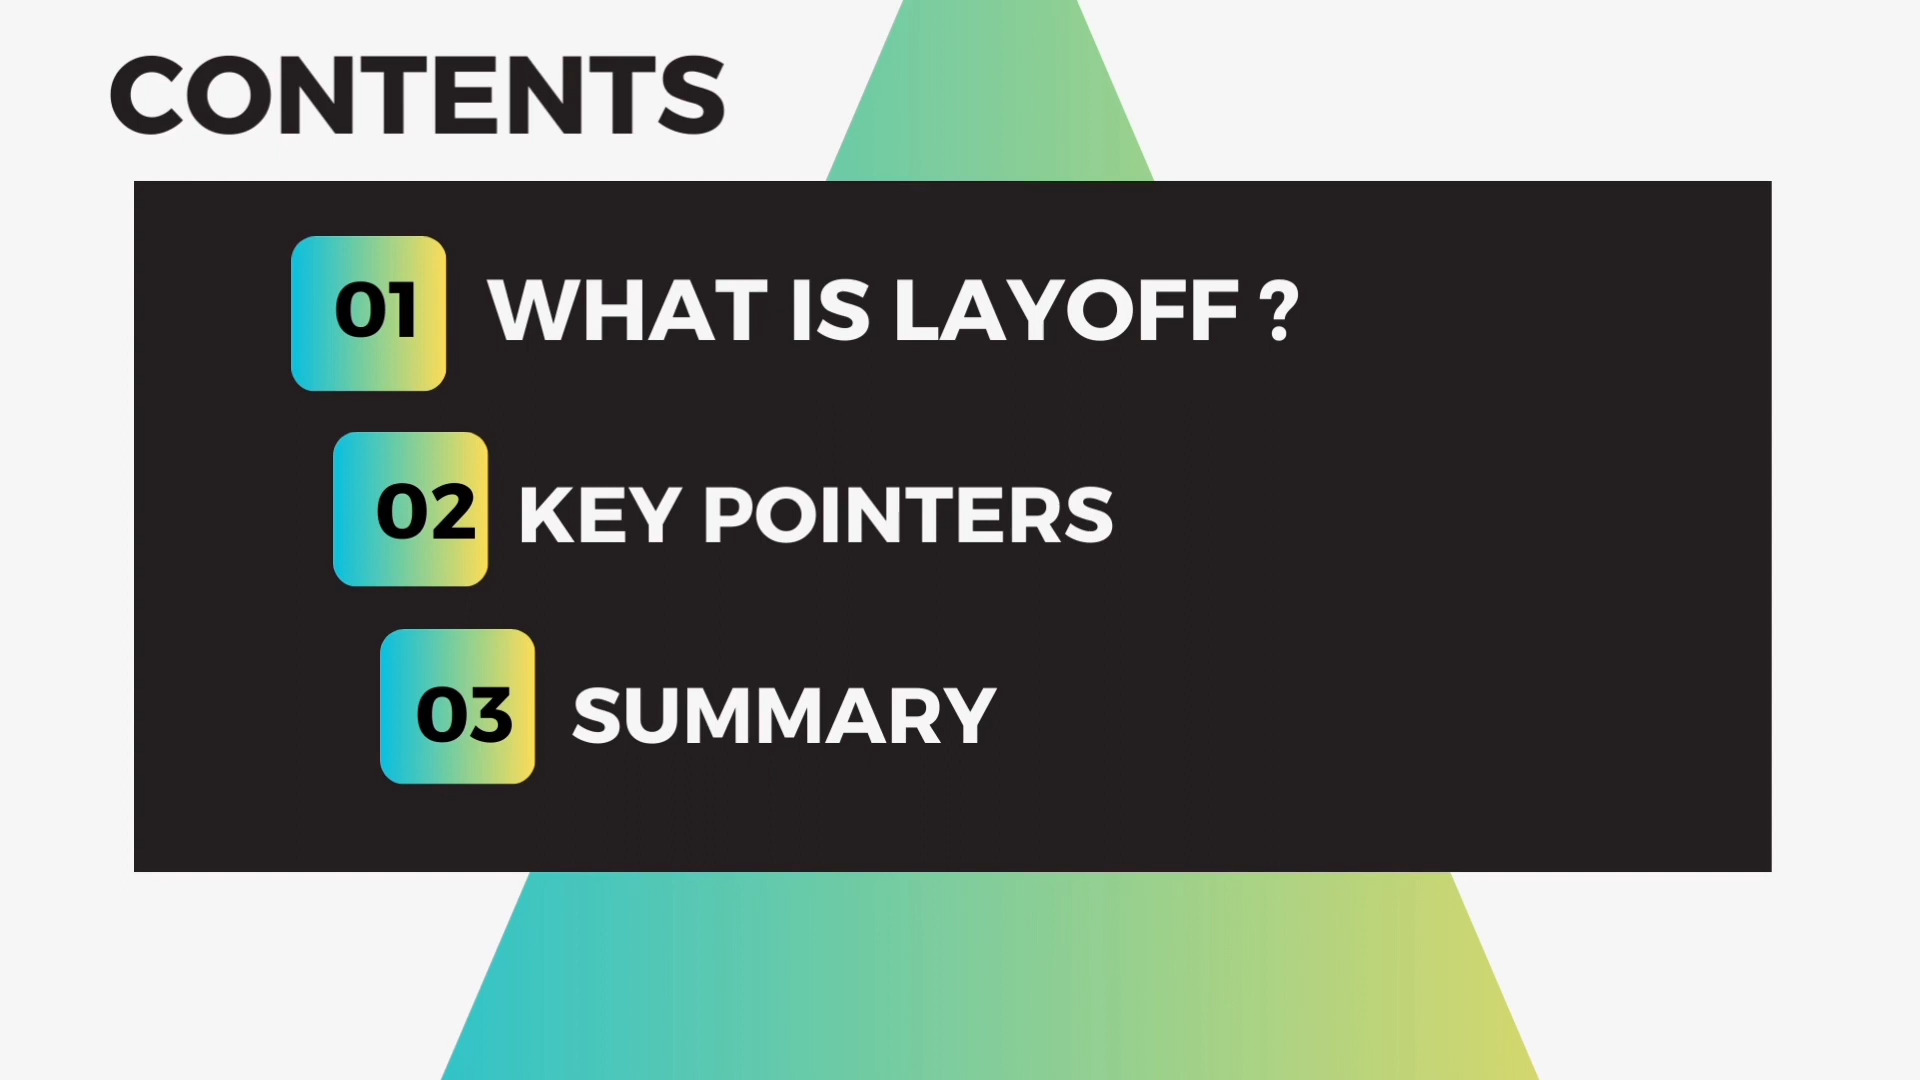 CONTENTS
01 WHAT IS LAYOFF ?
02 KEY POINTERS
03 SUMMARY